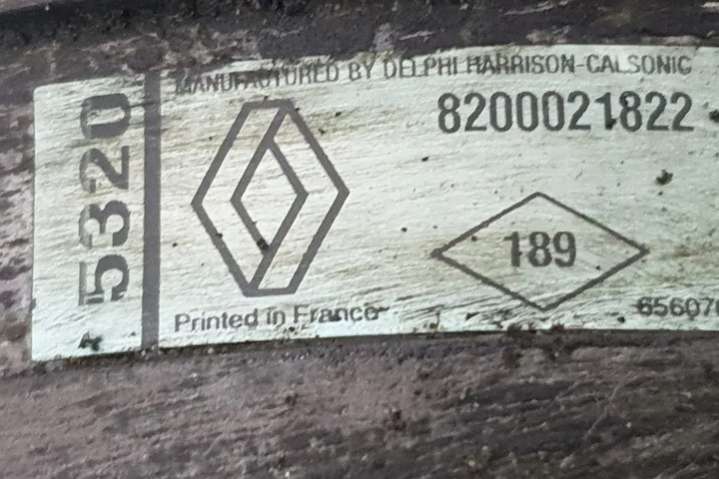 MANUFACTURED BY DELPHI HARRISON-CALSONIC
8200021822
5320
189
Printed in France